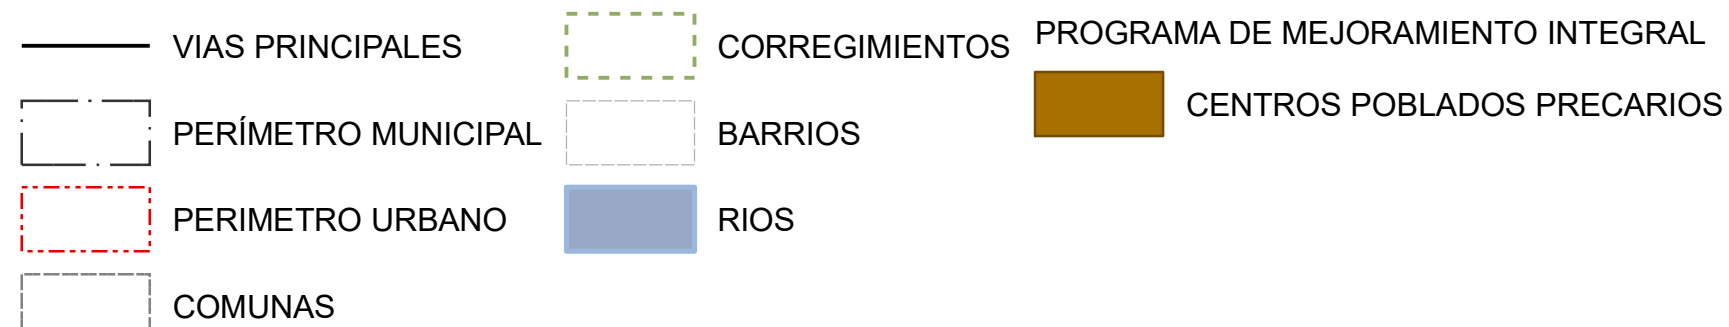 VIAS PRINCIPALES
PERÍMETRO MUNICIPAL
PERIMETRO URBANO
COMUNAS
CORREGIMIENTOS
BARRIOS
RIOS
PROGRAMA DE MEJORAMIENTO INTEGRAL
CENTROS POBLADOS PRECARIOS